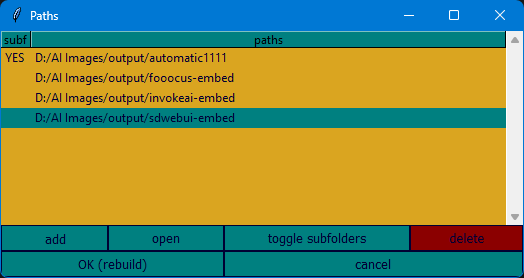 Paths
subf paths
YES D:/AI Images/output/automatic1111
D:/AI Images/output/fooocus-embed
D:/AI Images/output/invokeai-embed
D:/AI Images/output/sdwebui-embed
add open toggle subfolders delete
OK (rebuild) cancel